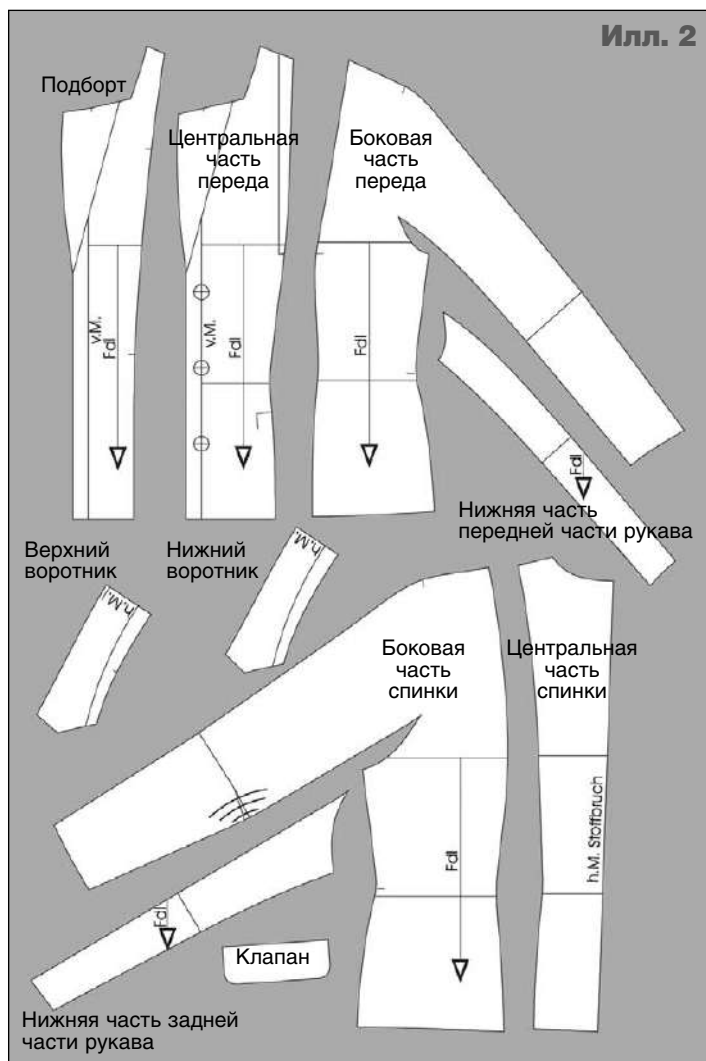 Илл. 2
Подборт
Центральная
часть
переда
Боковая
часть
переда
v.M.
Fdl
v.M.
Fdl
Fdl
Fdl
Нижняя часть
передней части рукава
Верхний
воротник
Нижний
воротник
h.M.
h.M.
Боковая
часть
спинки
Центральная
часть
спинки
h.M. Stoffbruch
Fdl
Fdl
Клапан
Нижняя часть задней
части рукава